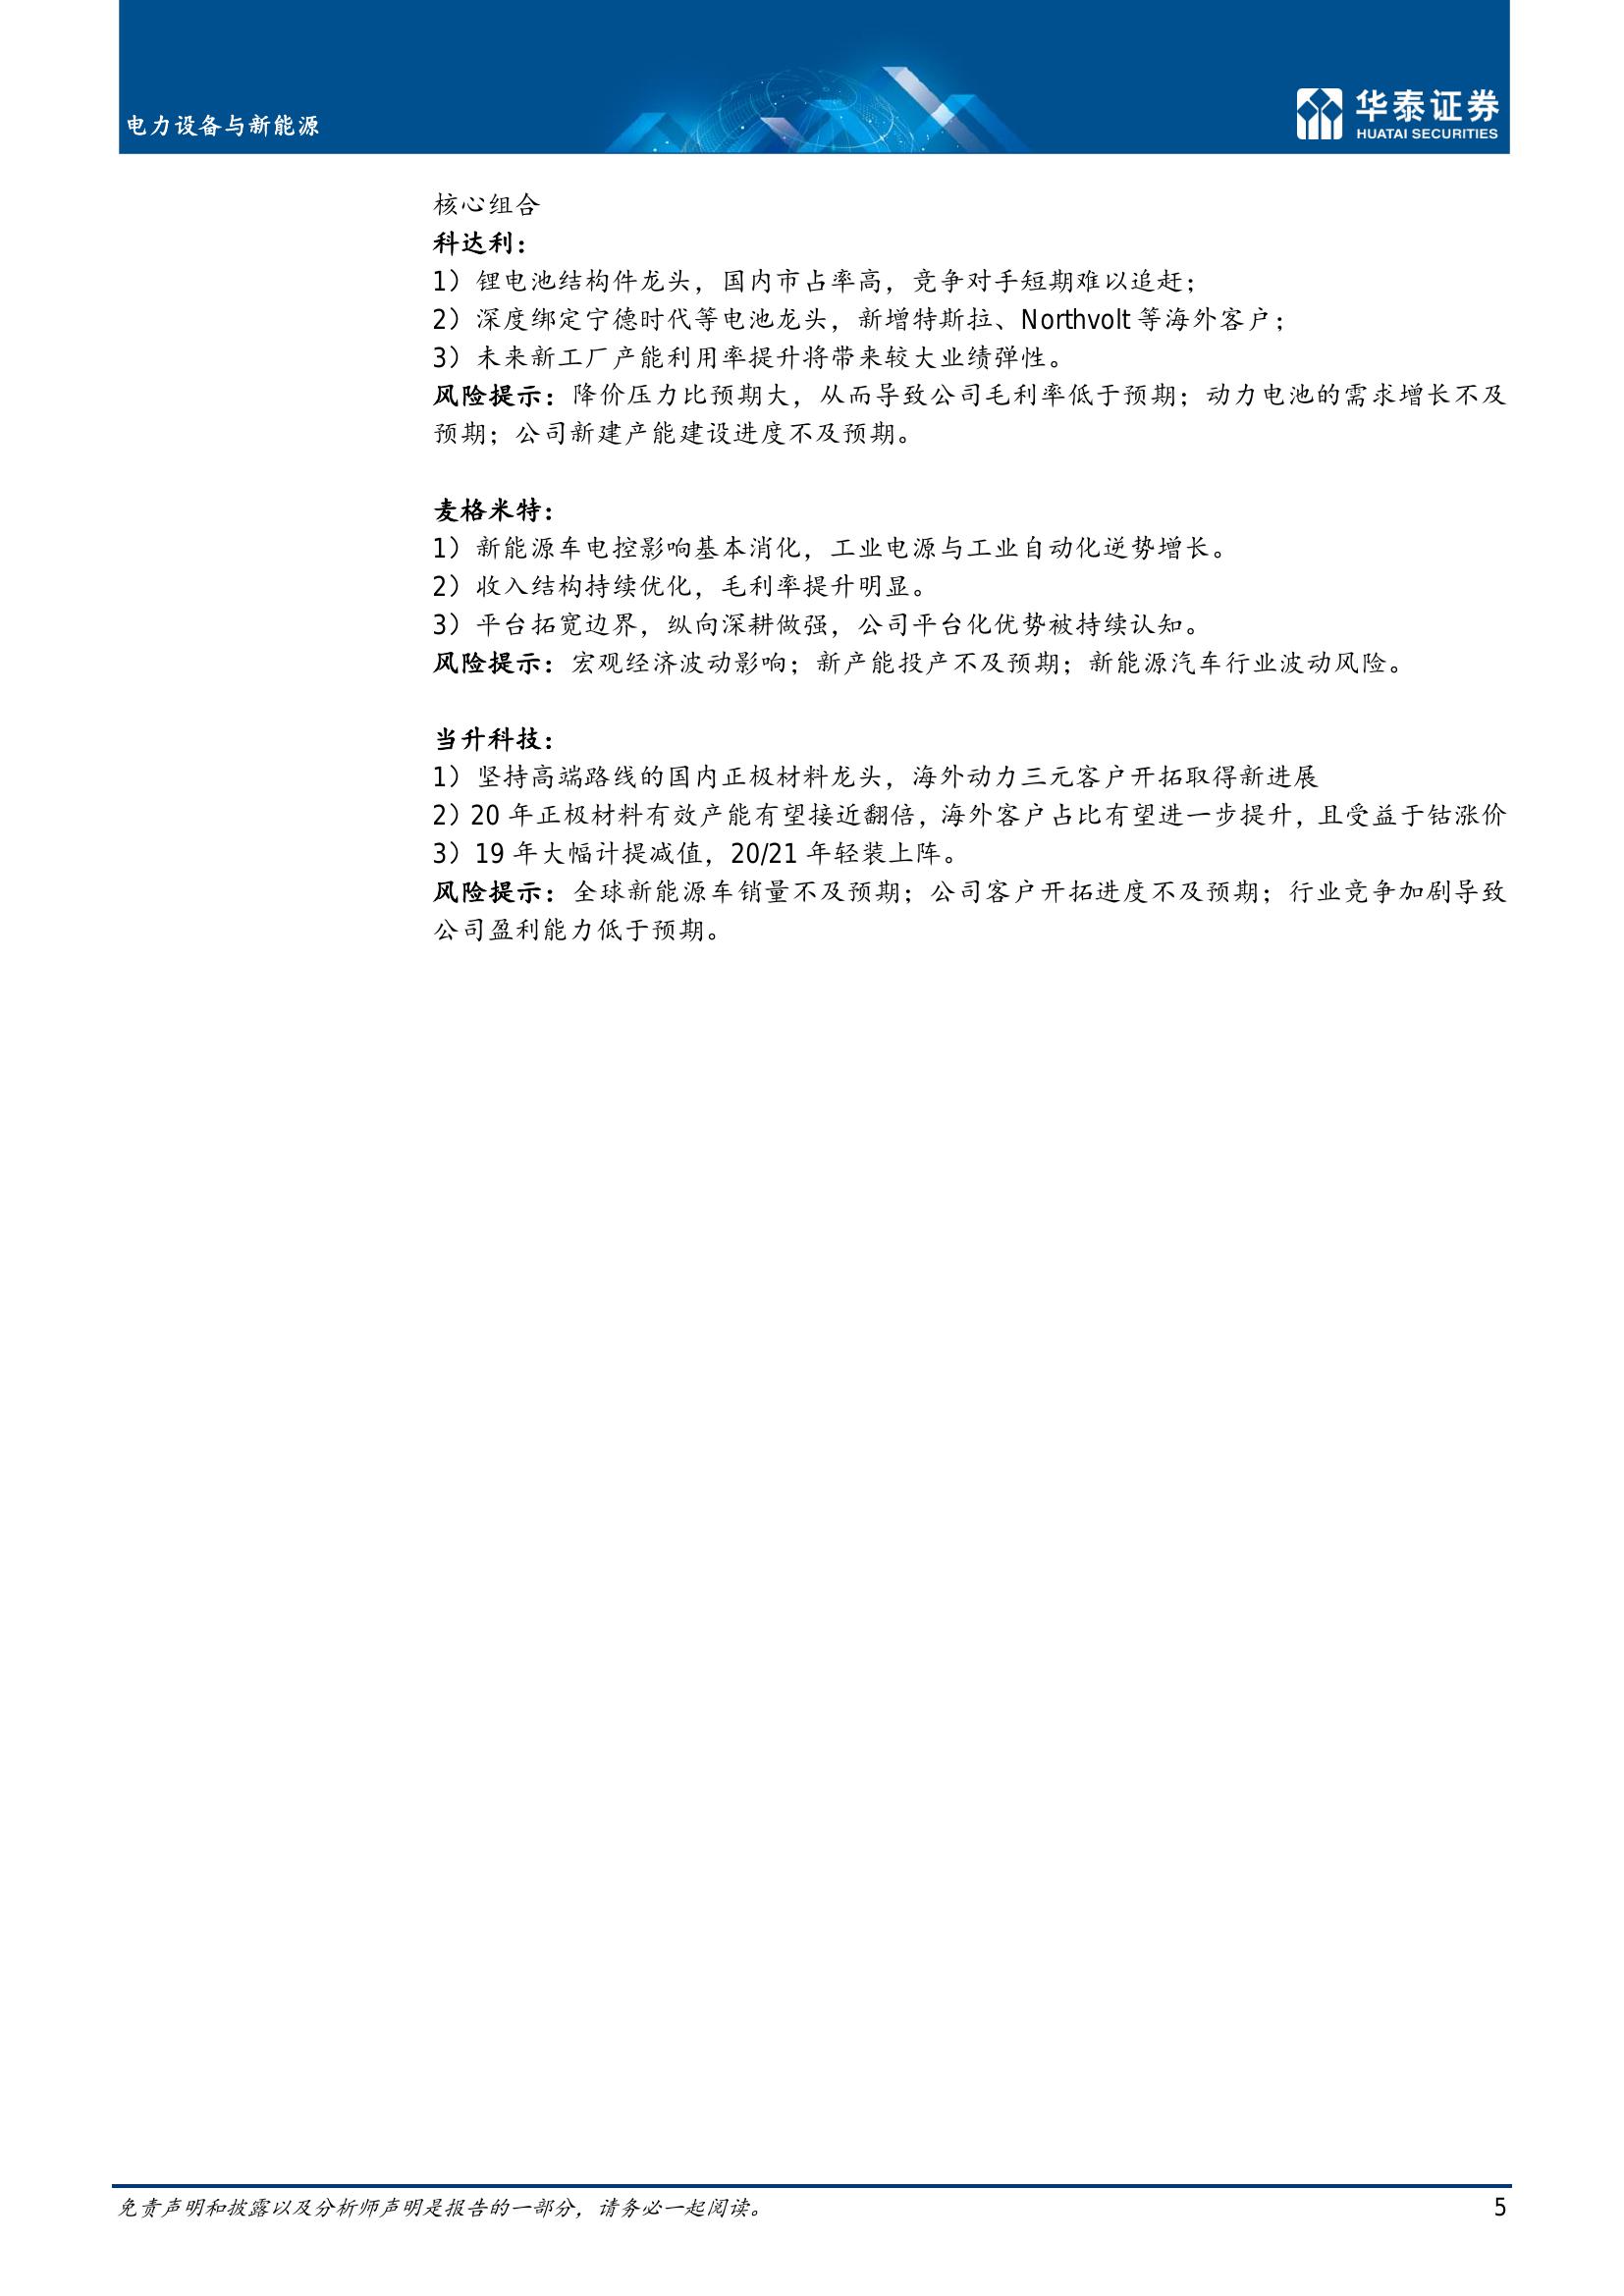 电力设备与新能源
华泰证券
HUATAI SECURITIES
核心组合
科达利：
1）锂电池结构件龙头，国内市占率高，竞争对手短期难以追赶；
2）深度绑定宁德时代等电池龙头，新增特斯拉、Northvolt 等海外客户；
3）未来新工厂产能利用率提升将带来较大业绩弹性。
风险提示：降价压力比预期大，从而导致公司毛利率低于预期；动力电池的需求增长不及
预期；公司新建产能建设进度不及预期。
麦格米特：
1）新能源车电控影响基本消化，工业电源与工业自动化逆势增长。
2）收入结构持续优化，毛利率提升明显。
3）平台拓宽边界，纵向深耕做强，公司平台化优势被持续认知。
风险提示：宏观经济波动影响；新产能投产不及预期；新能源汽车行业波动风险。
当升科技：
1）坚持高端路线的国内正极材料龙头，海外动力三元客户开拓取得新进展
2）20 年正极材料有效产能有望接近翻倍，海外客户占比有望进一步提升，且受益于钴涨价
3）19 年大幅计提减值，20/21 年轻装上阵。
风险提示：全球新能源车销量不及预期；公司客户开拓进度不及预期；行业竞争加剧导致
公司盈利能力低于预期。
免责声明和披露以及分析师声明是报告的一部分，请务必一起阅读。
5